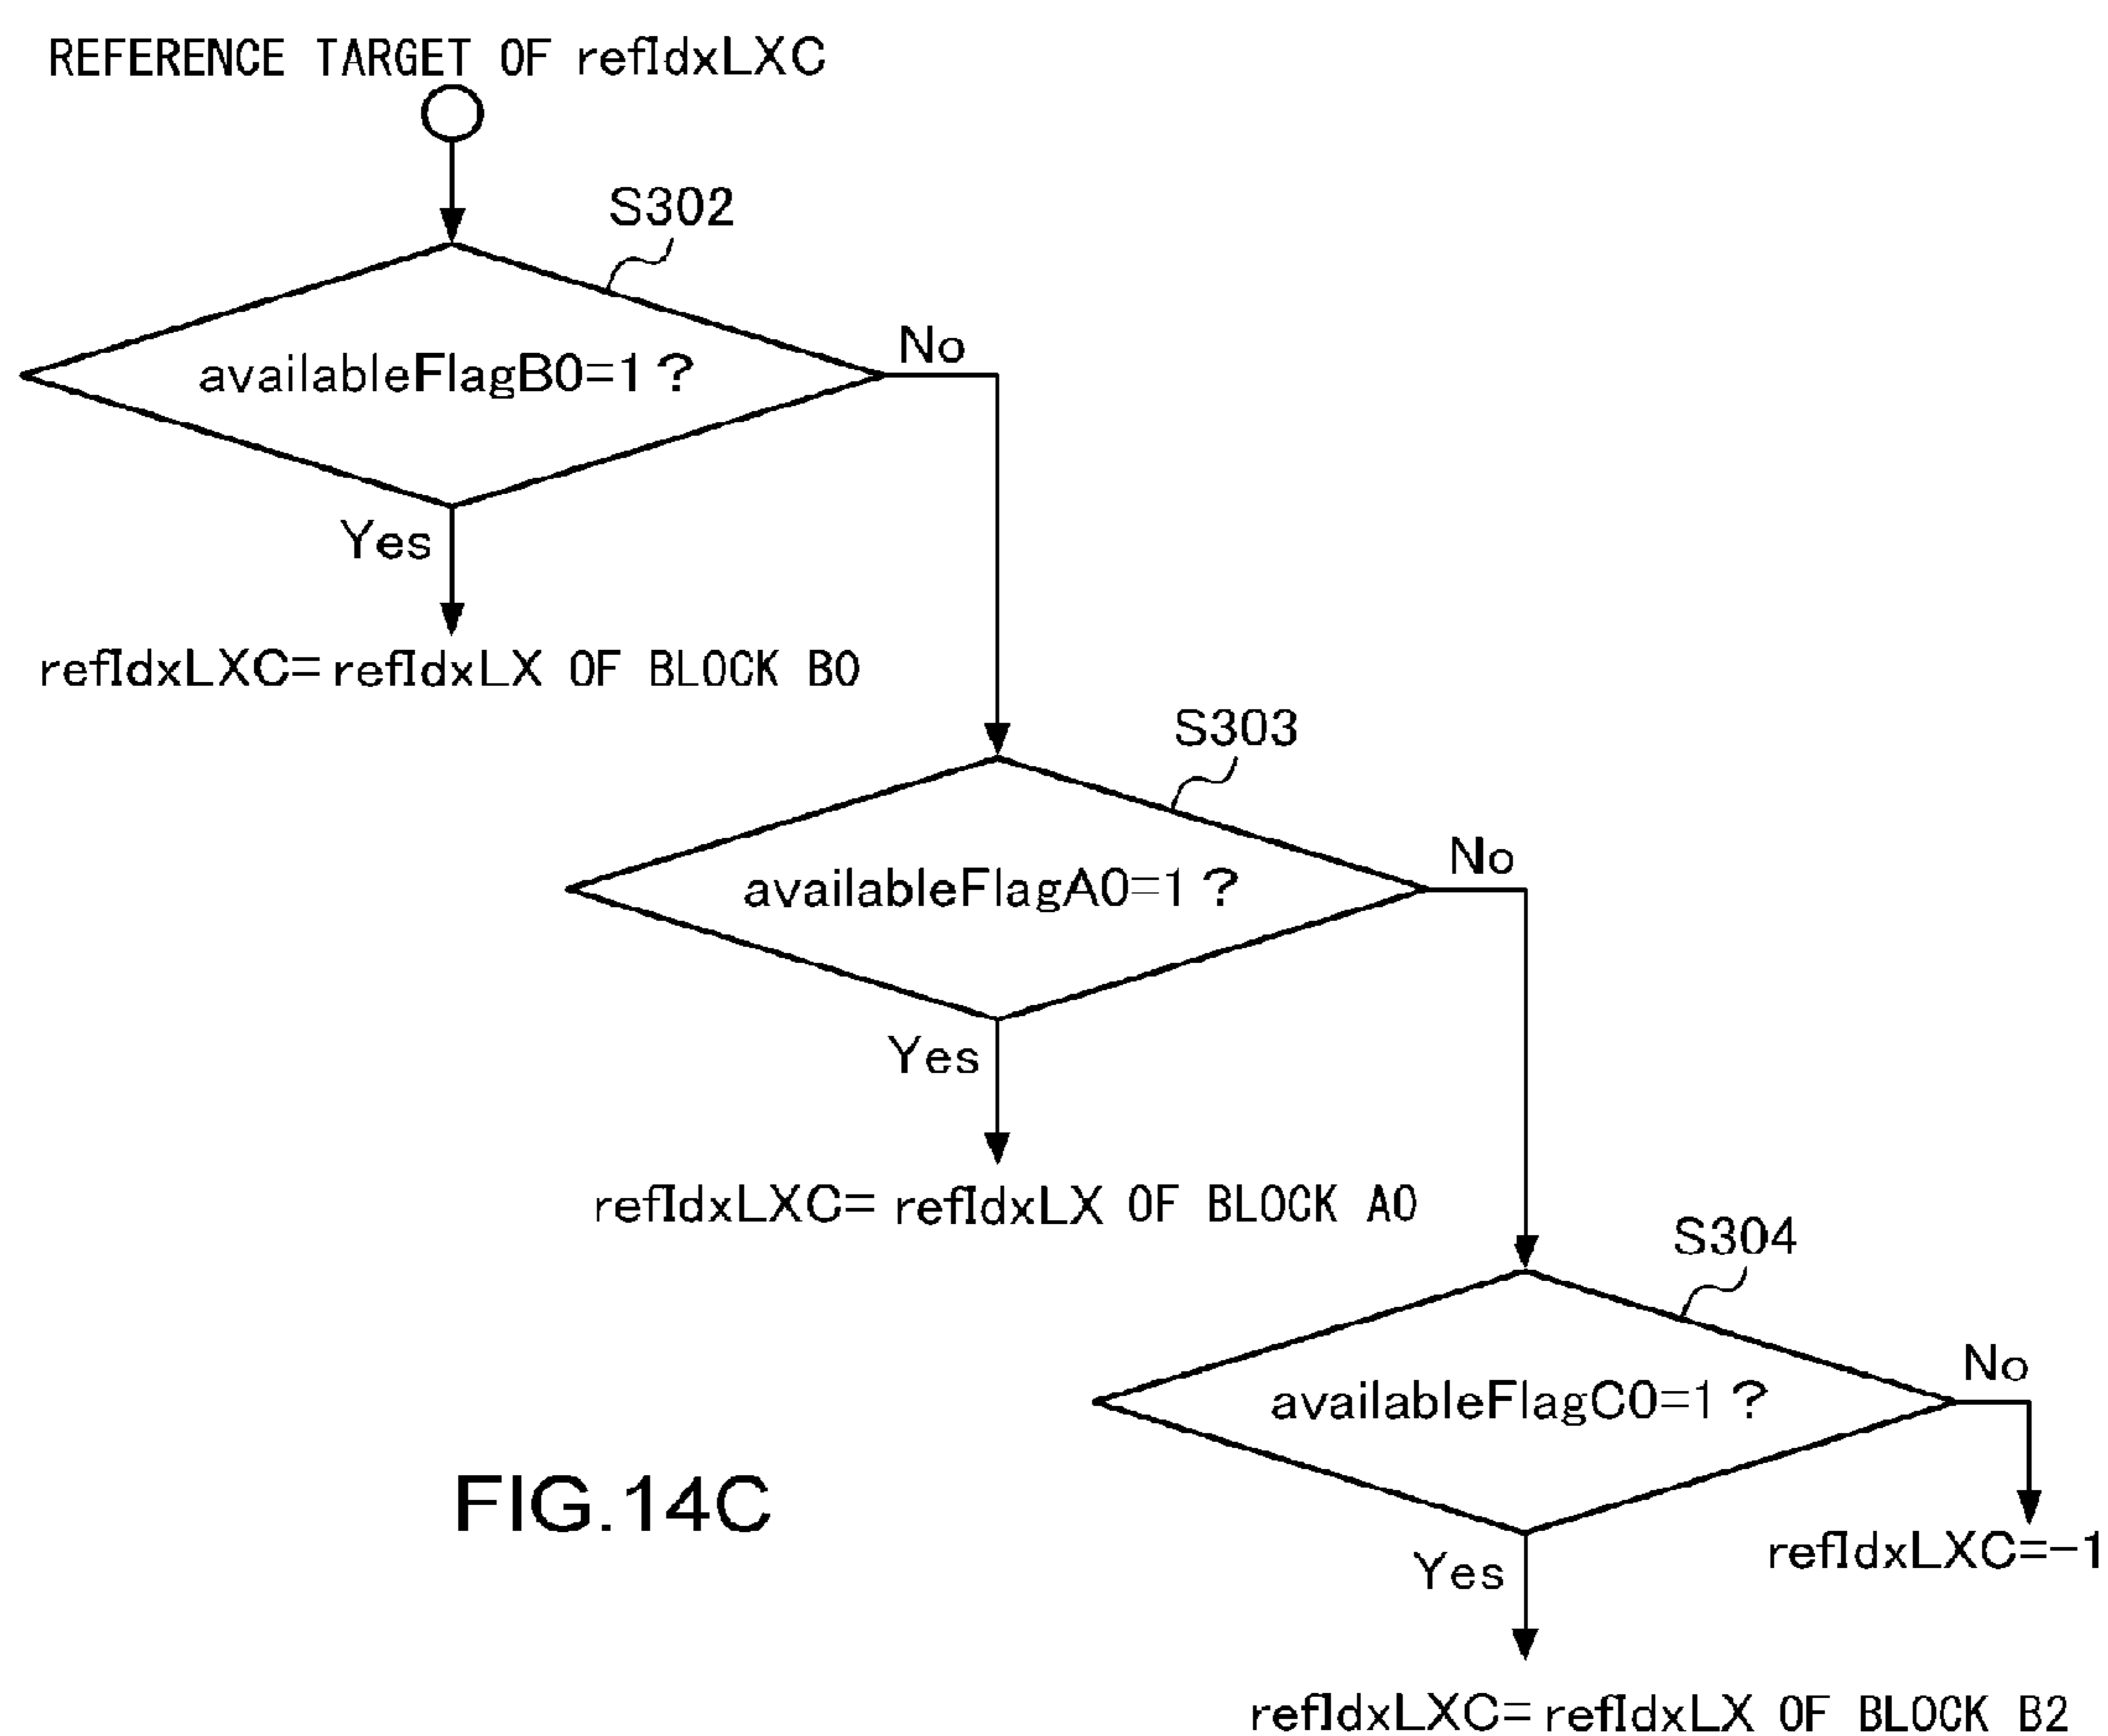 REFERENCE TARGET OF refIdxLXC
S302
availableFlagB0=1?
No
Yes
refIdxLXC=refIdxLX OF BLOCK B0
S303
availableFlagA0=1?
No
Yes
refIdxLXC= refIdxLX OF BLOCK A0
S304
availableFlagC0=1?
No
Yes
refIdxLXC=-1
refIdxLXC=refIdxLX OF BLOCK B2
FIG.14C